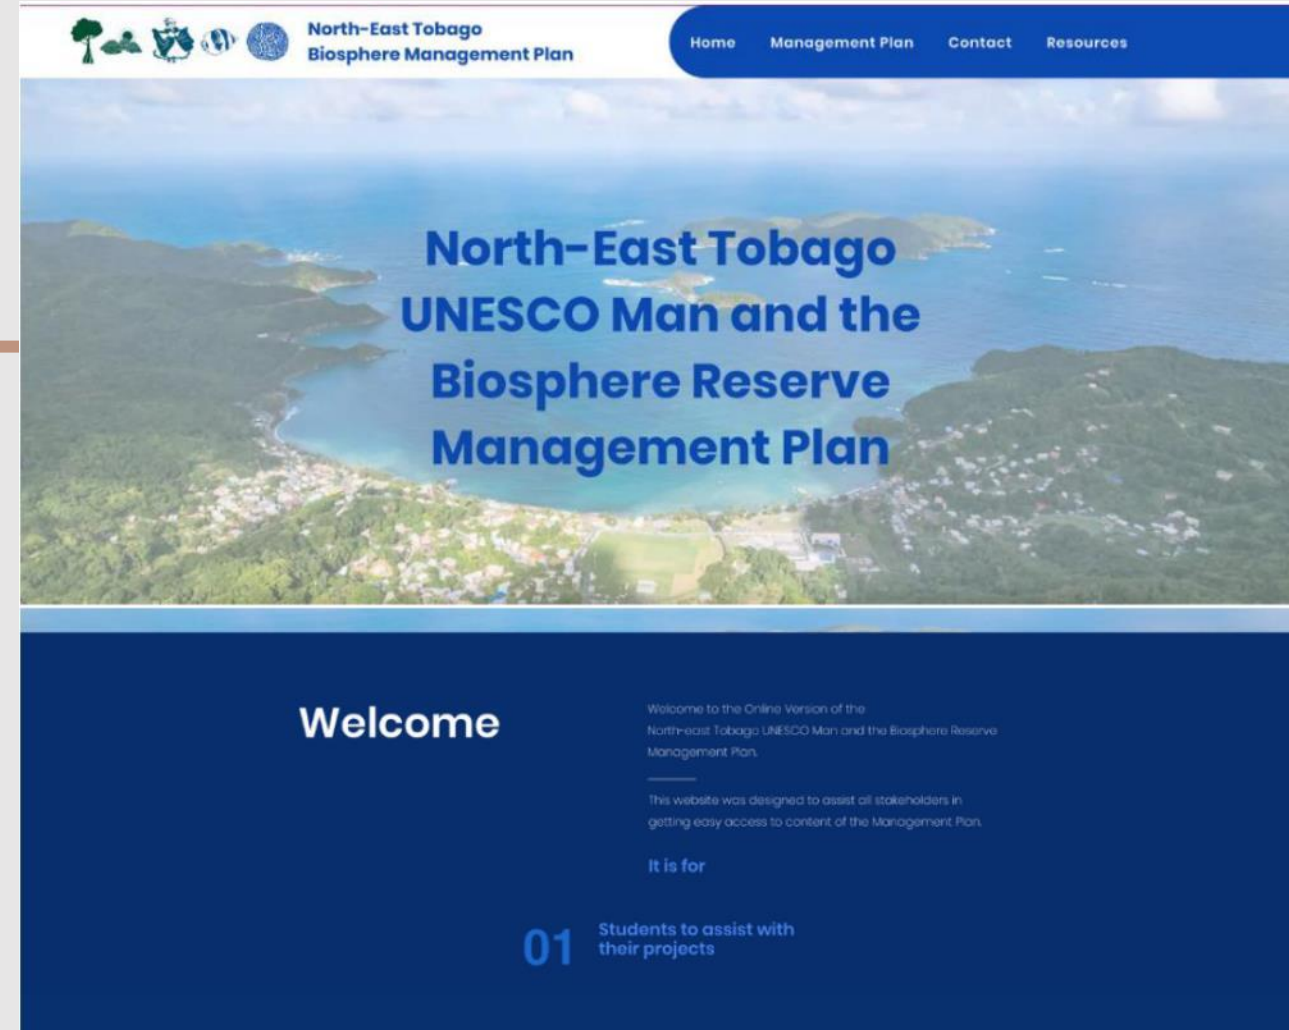 North-East Tobago
Biosphere Management Plan
Home Management Plan Contact Resources
North-East Tobago
UNESCO Man and the
Biosphere Reserve
Management Plan
Welcome
Welcome to the Online Version of the
North-east Tobago UNESCO Man and the Biosphere Reserve
Management Plan.
This website was designed to assist all stakeholders in
getting easy access to content of the Management Plan.
It is for
01
Students to assist with
their projects